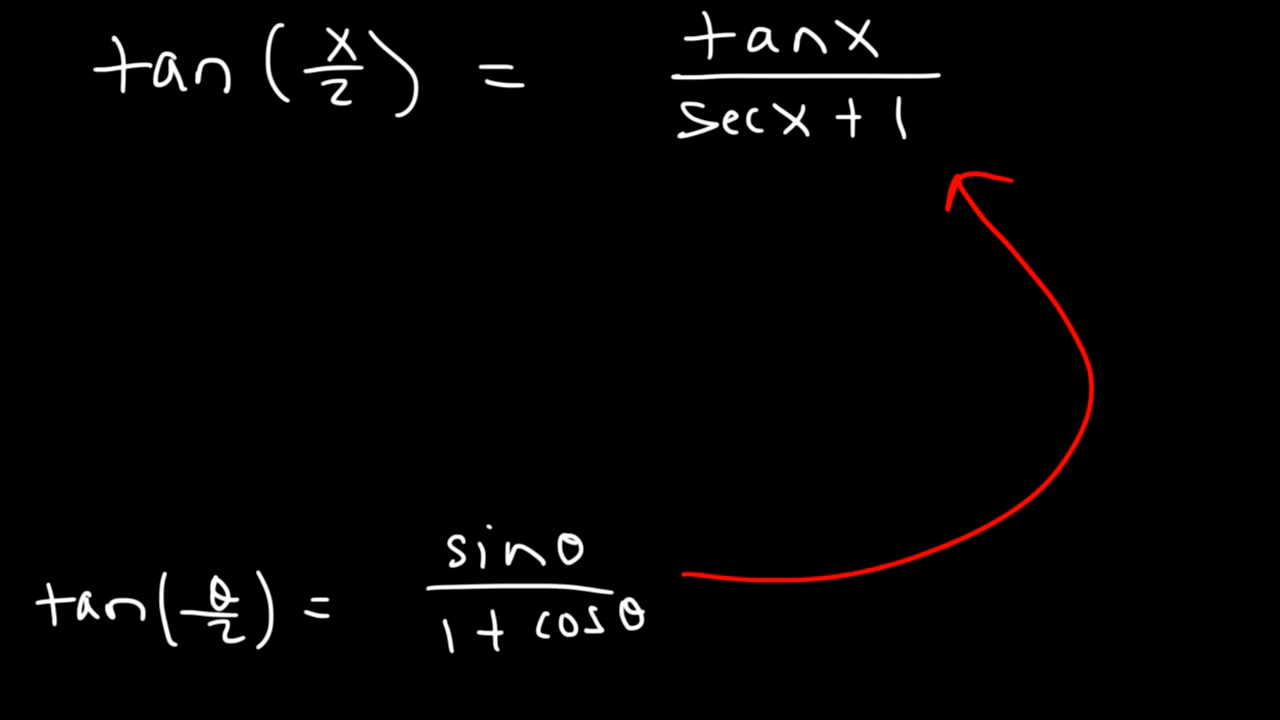 tan(x/2) = tanx/(secx + 1)
tan(θ/2) = sinθ/(1 + cosθ)